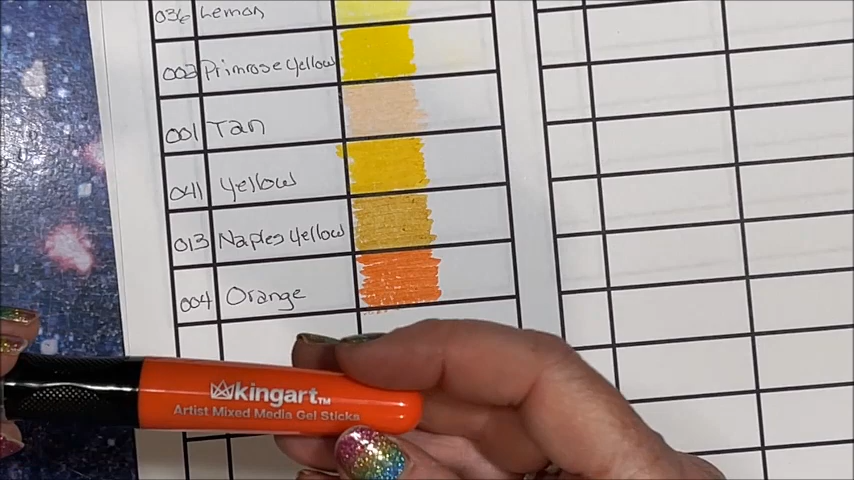 036 Lemon
002 Primrose Yellow
001 Tan
041 Yellow
013 Naples Yellow
004 Orange
kingart™
Artist Mixed Media Gel Sticks